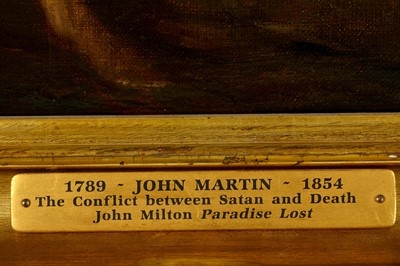 1789 - JOHN MARTIN - 1854
The Conflict between Satan and Death
John Milton Paradise Lost